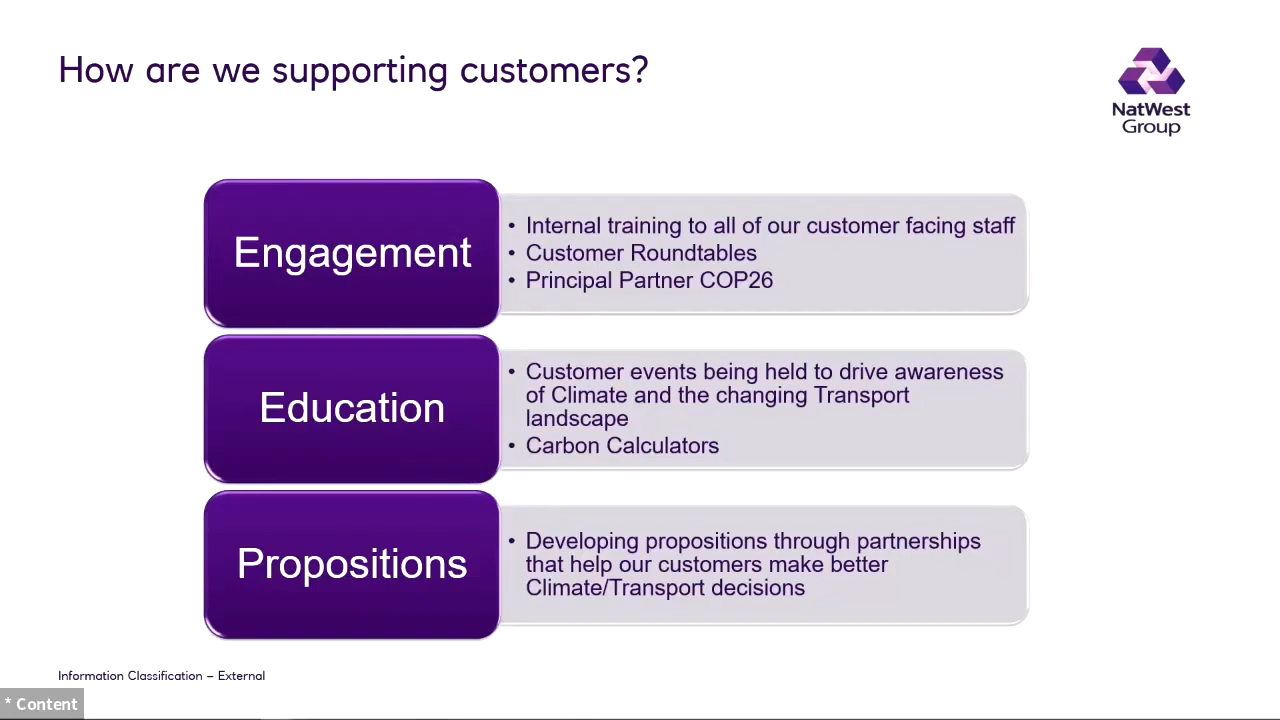 How are we supporting customers?
NatWest
Group
Engagement
• Internal training to all of our customer facing staff
• Customer Roundtables
• Principal Partner COP26
Education
• Customer events being held to drive awareness
of Climate and the changing Transport
landscape
• Carbon Calculators
Propositions
• Developing propositions through partnerships
that help our customers make better
Climate/Transport decisions
Information Classification – External
* Content